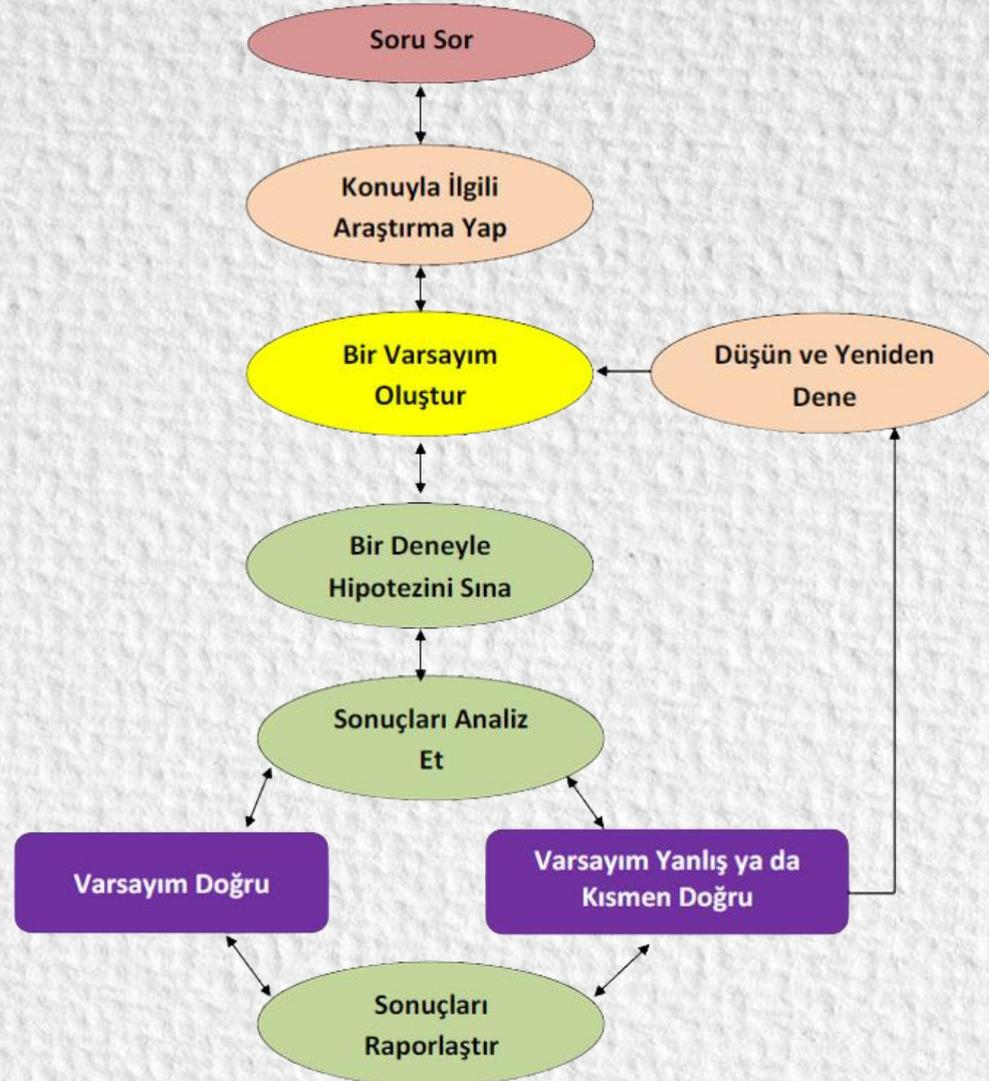 Soru Sor
Konuyla İlgili
Araştırma Yap
Bir Varsayım
Oluştur
Düşün ve Yeniden
Dene
Bir Deneyle
Hipotezini Sına
Sonuçları Analiz
Et
Varsayım Doğru
Varsayım Yanlış ya da
Kısmen Doğru
Sonuçları
Raporlaştır